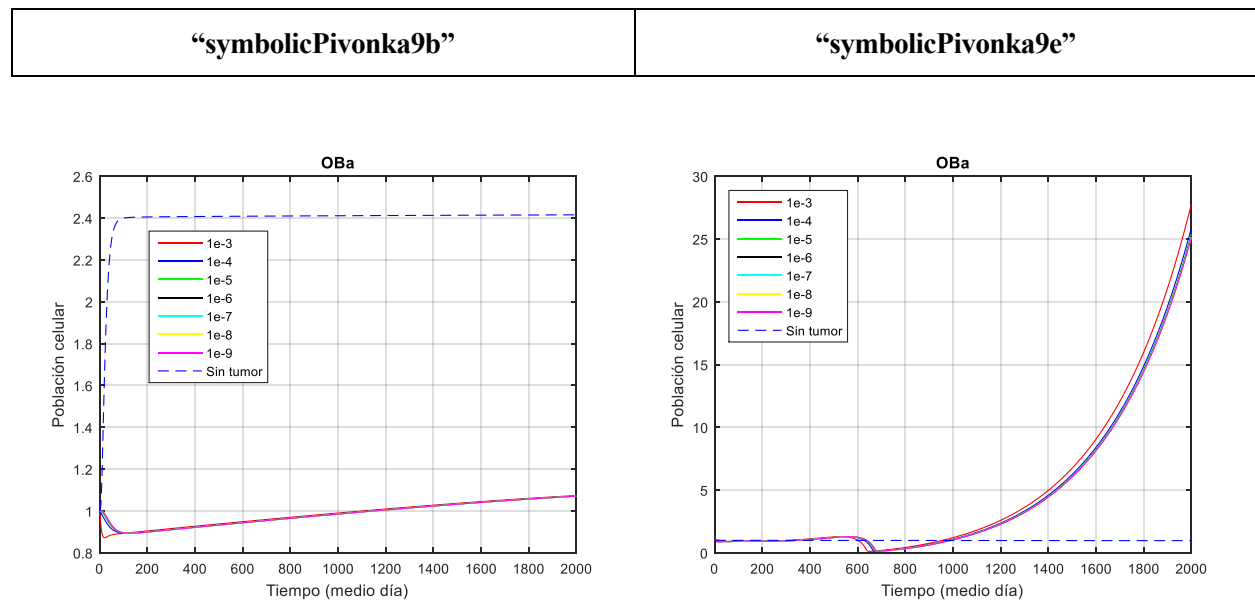 “symbolicPivonka9b” “symbolicPivonka9e”
OBa
Población celular
2.6
2.4
2.2
2
1.8
1.6
1.4
1.2
1
0.8
1e-3
1e-4
1e-5
1e-6
1e-7
1e-8
1e-9
Sin tumor
0 200 400 600 800 1000 1200 1400 1600 1800 2000
Tiempo (medio día)
OBa
Población celular
30
25
20
15
10
5
0
1e-3
1e-4
1e-5
1e-6
1e-7
1e-8
1e-9
Sin tumor
0 200 400 600 800 1000 1200 1400 1600 1800 2000
Tiempo (medio día)